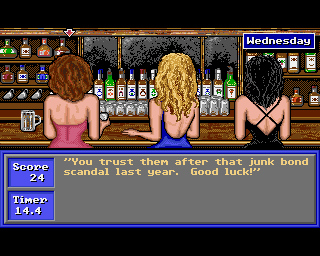 Wednesday
Score
24
Timer
14.4
"You trust them after that junk bond
scandal last year.  Good luck!"